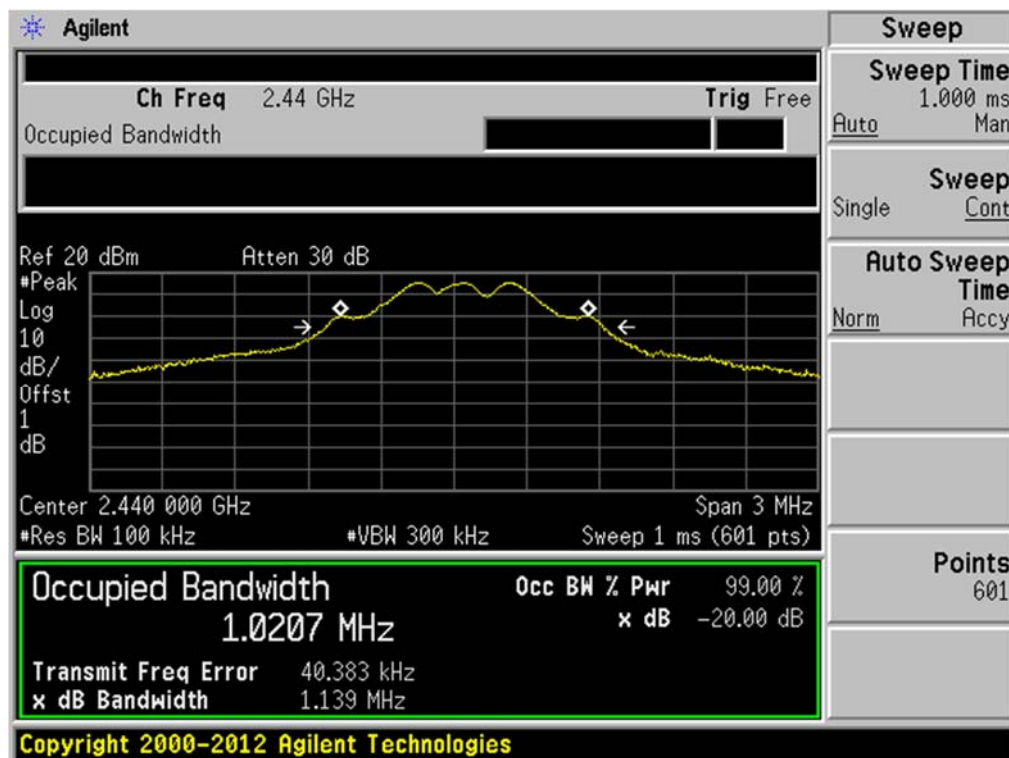 Agilent
Ch Freq 2.44 GHz Trig Free
Occupied Bandwidth
Ref 20 dBm Atten 30 dB
#Peak
Log
10
dB/
Offst
1
dB
Center 2.440 000 GHz Span 3 MHz
#Res BW 100 kHz #VBW 300 kHz Sweep 1 ms (601 pts)
Occupied Bandwidth
1.0207 MHz
Occ BW % Pwr 99.00 %
x dB -20.00 dB
Transmit Freq Error 40.383 kHz
x dB Bandwidth 1.139 MHz
Copyright 2000-2012 Agilent Technologies
Sweep
Sweep Time
1.000 ms
Auto Man
Sweep
Single Cont
Auto Sweep
Time
Norm Accy
Points
601